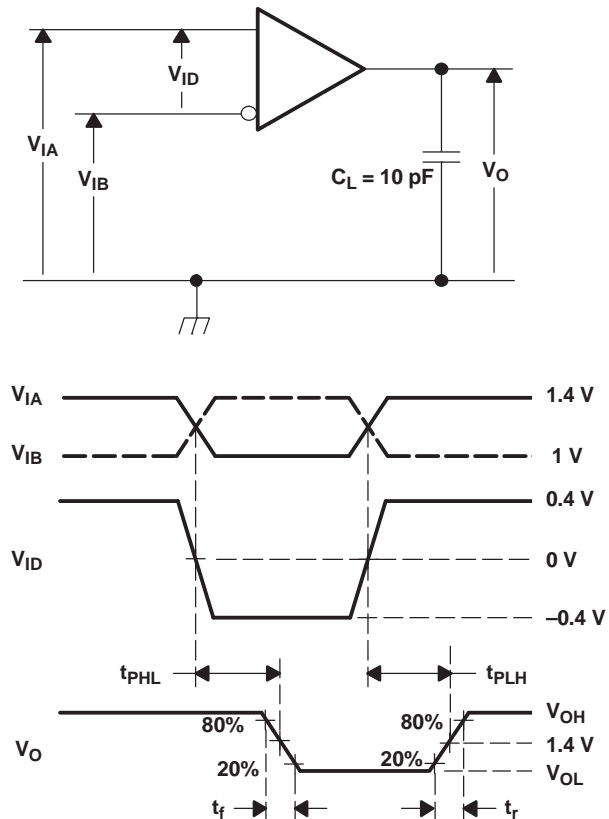 V_ID
V_IA
V_IB
C_L = 10 pF
V_O
V_IA
1.4 V
V_IB
1 V
0.4 V
V_ID
0 V
–0.4 V
t_PHL
t_PLH
V_OH
80%
80%
V_O
1.4 V
20%
20%
V_OL
t_f
t_r